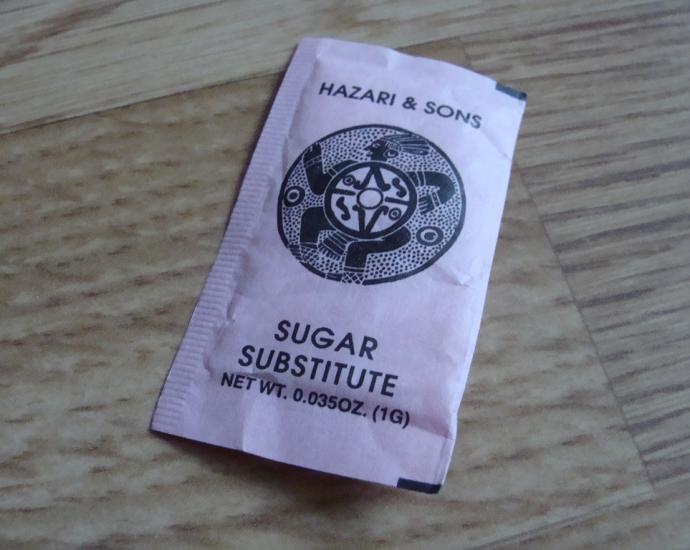 HAZARI & SONS
SUGAR
SUBSTITUTE
NET WT. 0.035OZ. (1G)